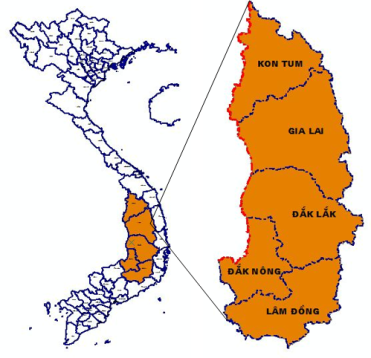 KON TUM
GIA LAI
ĐẮK LẮK
ĐẮK NÔNG
LÂM ĐỒNG